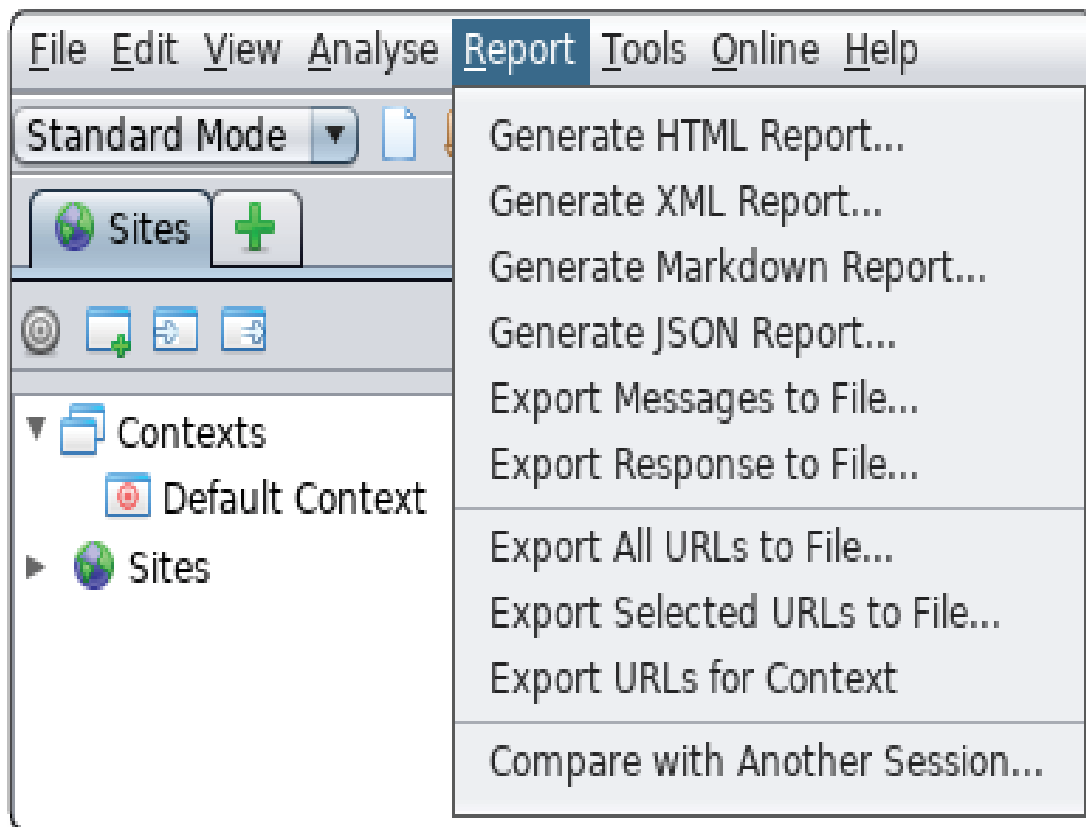 File Edit View Analyse Report Tools Online Help
Standard Mode
Sites
Contexts
Default Context
Sites
Generate HTML Report...
Generate XML Report...
Generate Markdown Report...
Generate JSON Report...
Export Messages to File...
Export Response to File...
Export All URLs to File...
Export Selected URLs to File...
Export URLs for Context
Compare with Another Session...